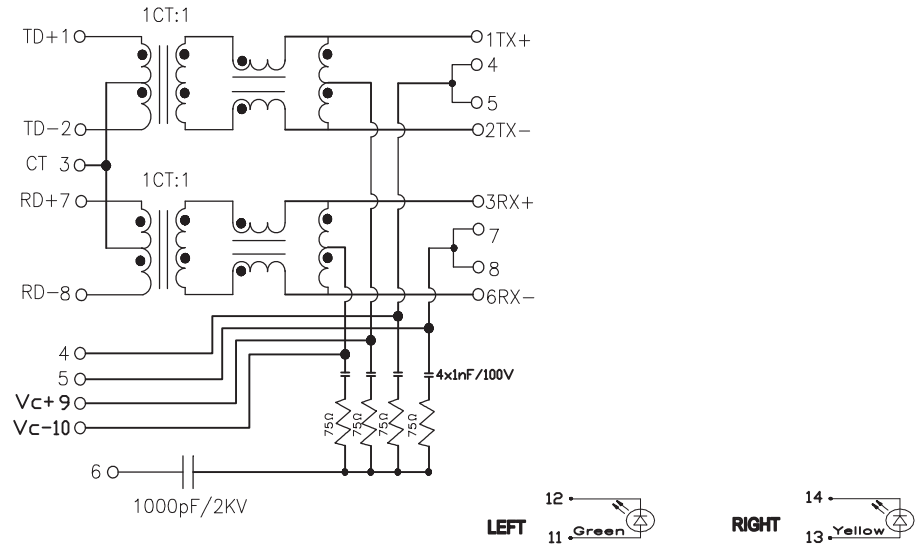 1CT:1
TD+1
1TX+
4
5
TD-2
2TX-
CT 3
1CT:1
RD+7
3RX+
7
8
RD-8
6RX-
4
5
4x1nF/100V
Vc+9
Vc-10
75Ω
75Ω
75Ω
75Ω
6
1000pF/2KV
12
LEFT
11
Green
14
RIGHT
13
Yellow